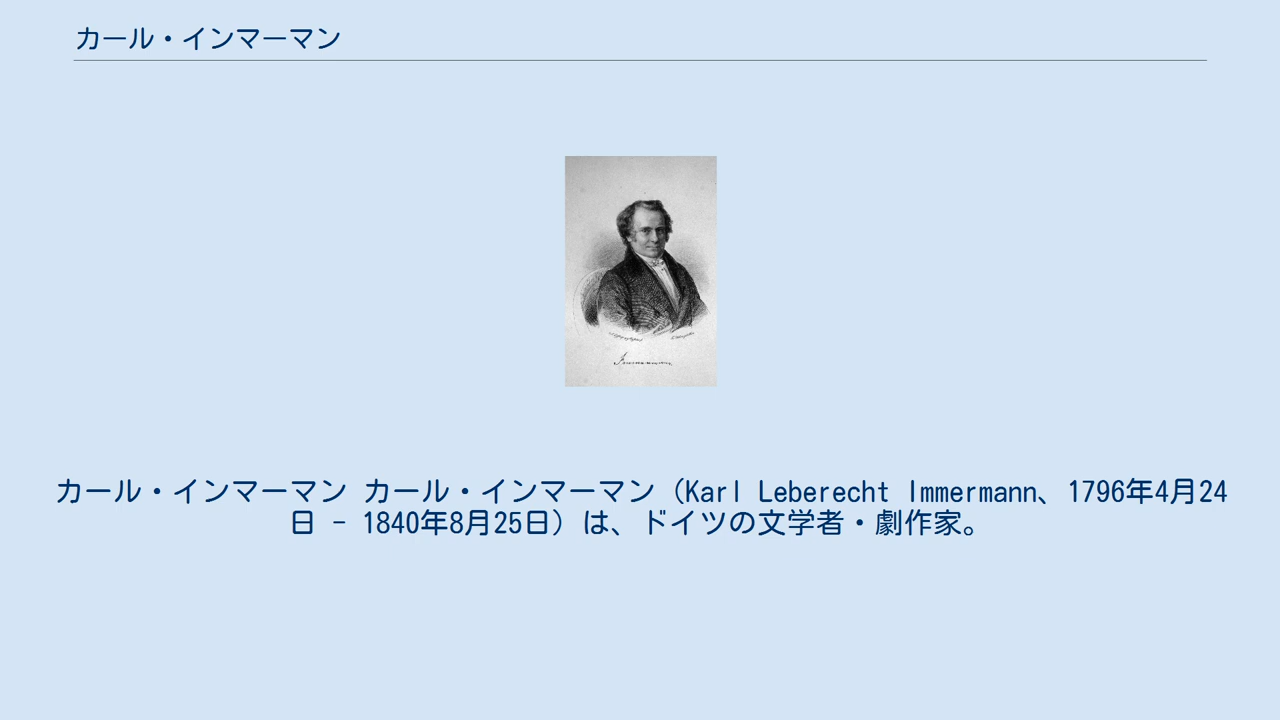 カール・インマーマン
Immermann
カール・インマーマン カール・インマーマン（Karl Leberecht Immermann、1796年4月24
日 - 1840年8月25日）は、ドイツの文学者・劇作家。